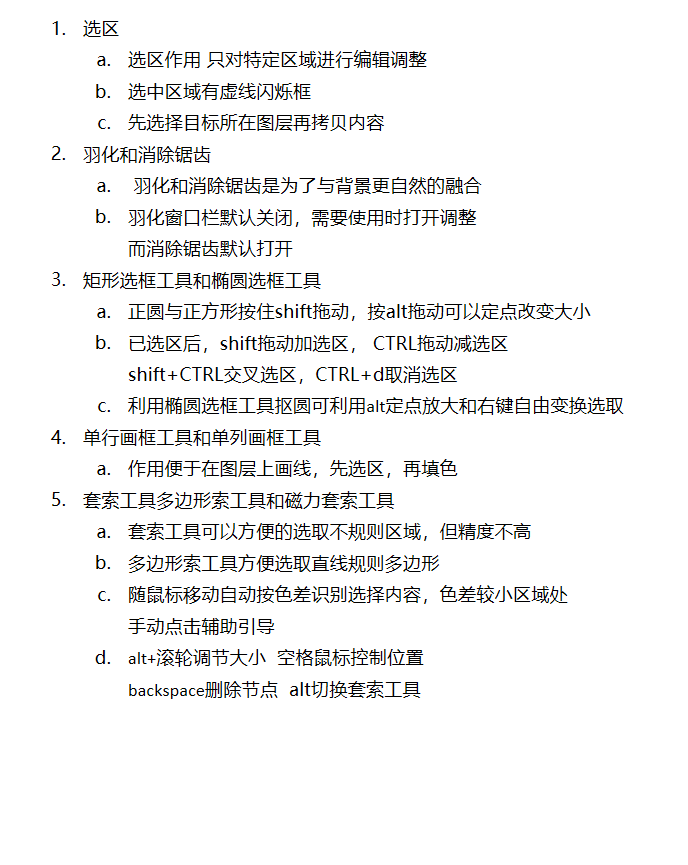 1. 选区
a. 选区作用 只对特定区域进行编辑调整
b. 选中区域有虚线闪烁框
c. 先选择目标所在图层再拷贝内容
2. 羽化和消除锯齿
a. 羽化和消除锯齿是为了与背景更自然的融合
b. 羽化窗口栏默认关闭，需要使用时打开调整
而消除锯齿默认打开
3. 矩形选框工具和椭圆选框工具
a. 正圆与正方形按住shift拖动，按alt拖动可以定点改变大小
b. 已选区后，shift拖动加选区， CTRL拖动减选区
shift+CTRL交叉选区，CTRL+d取消选区
c. 利用椭圆选框工具抠圆可利用alt定点放大和右键自由变换选取
4. 单行画框工具和单列画框工具
a. 作用便于在图层上画线，先选区，再填色
5. 套索工具多边形索工具和磁力套索工具
a. 套索工具可以方便的选取不规则区域，但精度不高
b. 多边形索工具方便选取直线规则多边形
c. 随鼠标移动自动按色差识别选择内容，色差较小区域处
手动点击辅助引导
d. alt+滚轮调节大小 空格鼠标控制位置
backspace删除节点 alt切换套索工具